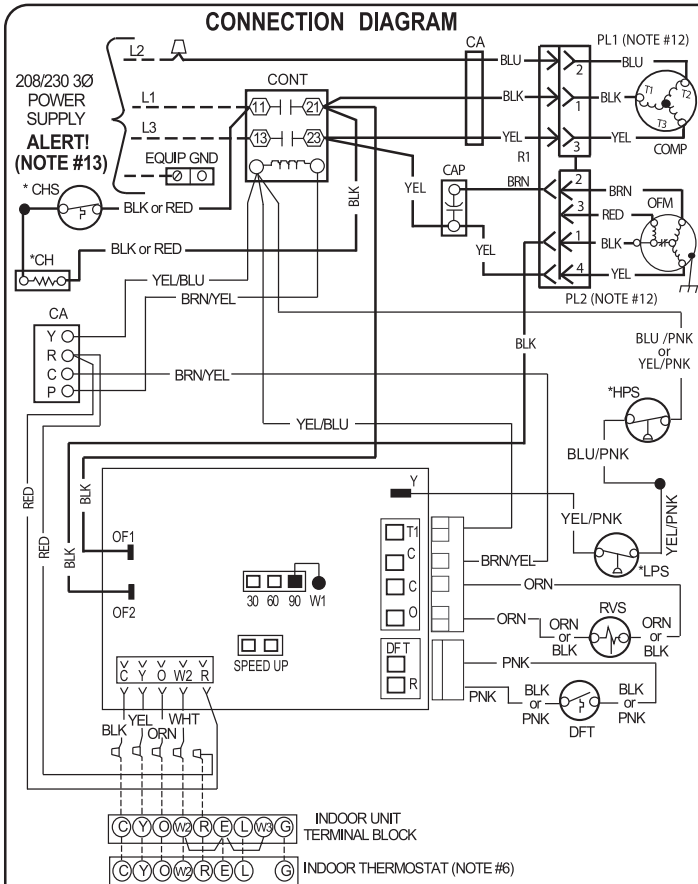 CONNECTION DIAGRAM
L2
CA
BLU
PL1 (NOTE #12)
2
BLU
208/230 3Ø
POWER
SUPPLY
ALERT!
(NOTE #13)
CONT
L1
11
21
BLK
1
BLK
T1
T2
T3
L3
13
23
YEL
3
YEL
COMP
R1
EQUIP GND
CAP
BRN
2
BRN
YEL
BLK
3
RED
OFM
* CHS
BLK or RED
1
BLK
*CH
BLK or RED
YEL
4
YEL
PL2 (NOTE #12)
YEL/BLU
BRN/YEL
CA
Y
R
C
P
BLK
BLU /PNK
or
YEL/PNK
BRN/YEL
*HPS
YEL/BLU
BLU/PNK
RED
RED
BLK
BLK
Y
YEL/PNK
YEL/PNK
*LPS
OF1
T1
C
BRN/YEL
C
ORN
30 60 90 W1
OF2
O
ORN
ORN
or
BLK
RVS
ORN
or
BLK
SPEED UP
DFT
R
PNK
PNK
BLK
or
PNK
BLK
or
PNK
DFT
C Y O W2 R
BLK
YEL
ORN
WHT
C Y O W2 R E L W3 G
INDOOR UNIT
TERMINAL BLOCK
C Y O W2 R E L G
INDOOR THERMOSTAT (NOTE #6)